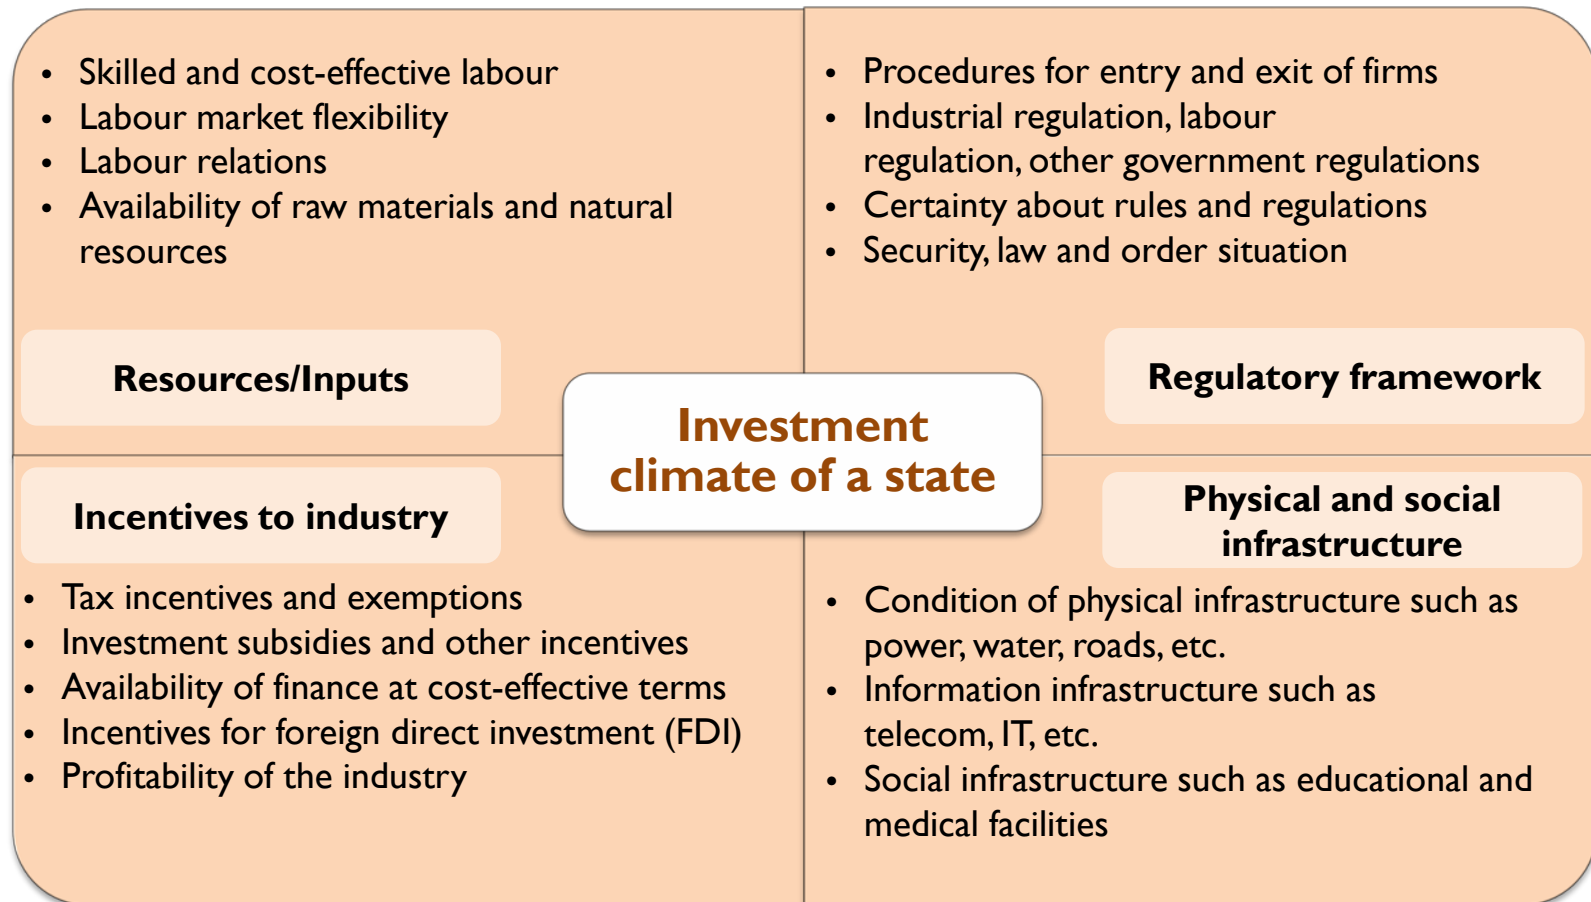 • Skilled and cost-effective labour
• Labour market flexibility
• Labour relations
• Availability of raw materials and natural
resources
Resources/Inputs
• Procedures for entry and exit of firms
• Industrial regulation, labour
regulation, other government regulations
• Certainty about rules and regulations
• Security, law and order situation
Regulatory framework
Investment
climate of a state
Incentives to industry
• Tax incentives and exemptions
• Investment subsidies and other incentives
• Availability of finance at cost-effective terms
• Incentives for foreign direct investment (FDI)
• Profitability of the industry
Physical and social
infrastructure
• Condition of physical infrastructure such as
power, water, roads, etc.
• Information infrastructure such as
telecom, IT, etc.
• Social infrastructure such as educational and
medical facilities